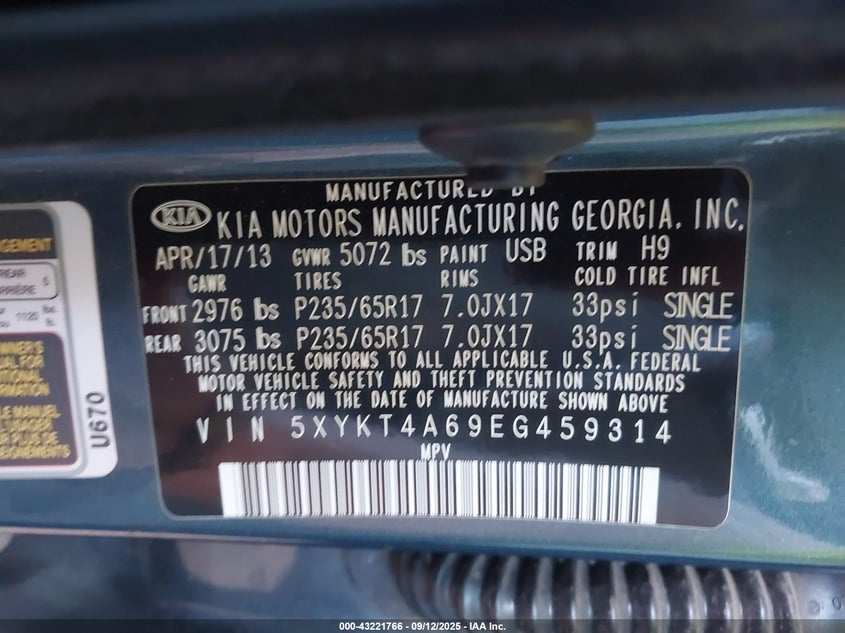 MANUFACTURED BY
KIA KIA MOTORS MANUFACTURING GEORGIA, INC.
APR/17/13 GVWR 5072 lbs PAINT USB TRIM H9
GAWR TIRES RIMS COLD TIRE INFL
FRONT 2976 lbs P235/65R17 7.0JX17 33psi SINGLE
REAR 3075 lbs P235/65R17 7.0JX17 33psi SINGLE
THIS VEHICLE CONFORMS TO ALL APPLICABLE U.S.A. FEDERAL
MOTOR VEHICLE SAFETY AND THEFT PREVENTION STANDARDS
IN EFFECT ON THE DATE OF MANUFACTURE SHOWN ABOVE.
VIN 5XYKT4A69EG459314
MPV
REAR
1120 lbs.
U670
000-43221766 - 09/12/2025 - IAA Inc.